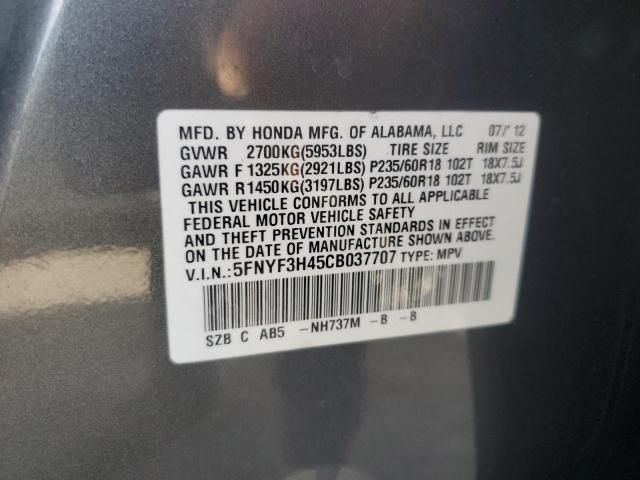 MFD. BY HONDA MFG. OF ALABAMA, LLC 07/'12
GVWR 2700KG(5953LBS) TIRE SIZE RIM SIZE
GAWR F 1325KG(2921LBS) P235/60R18 102T 18X7.5J
GAWR R1450KG(3197LBS) P235/60R18 102T 18X7.5J
THIS VEHICLE CONFORMS TO ALL APPLICABLE
FEDERAL MOTOR VEHICLE SAFETY
AND THEFT PREVENTION STANDARDS IN EFFECT
ON THE DATE OF MANUFACTURE SHOWN ABOVE.
V.I.N.:5FNYF3H45CB037707 TYPE: MPV
SZB C AB5 -NH737M -B -B